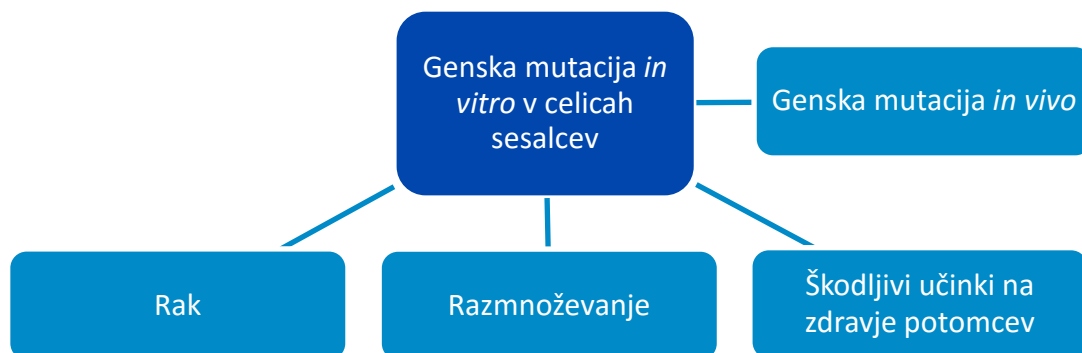 Genska mutacija in
vitro v celicah
sesalcev
Genska mutacija in vivo
Rak
Razmnoževanje
Škodljivi učinki na
zdravje potomcev